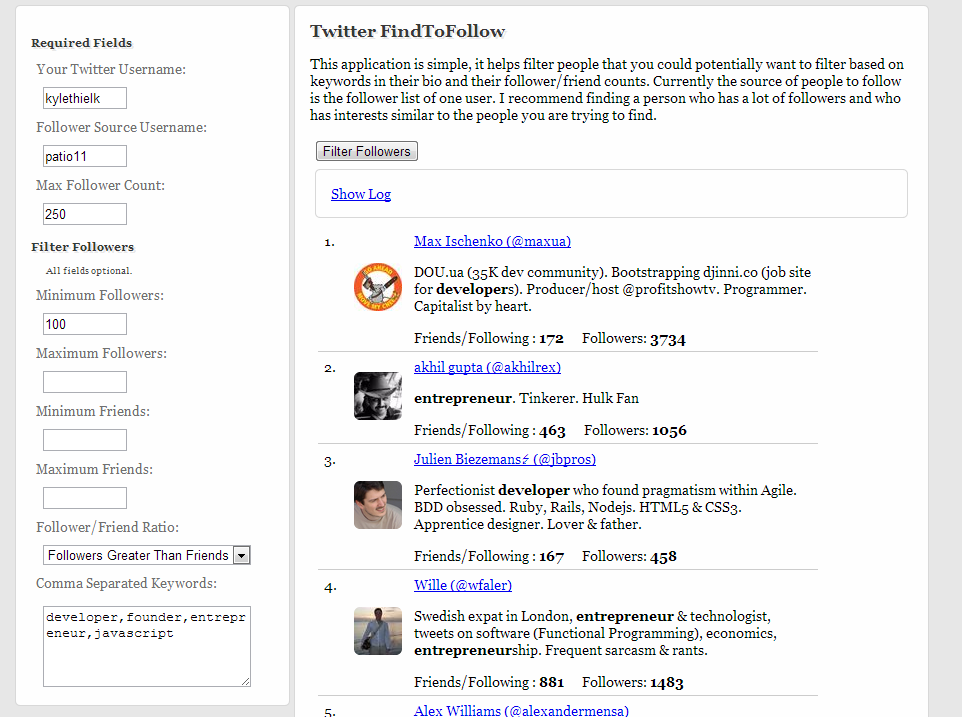 Required Fields
Your Twitter Username:
kylethielk
Follower Source Username:
patio11
Max Follower Count:
250
Filter Followers
All fields optional.
Minimum Followers:
100
Maximum Followers:
Minimum Friends:
Maximum Friends:
Follower/Friend Ratio:
Followers Greater Than Friends
Comma Separated Keywords:
developer,founder,entrepr
eneur,javascript
Twitter FindToFollow
This application is simple, it helps filter people that you could potentially want to filter based on
keywords in their bio and their follower/friend counts. Currently the source of people to follow
is the follower list of one user. I recommend finding a person who has a lot of followers and who
has interests similar to the people you are trying to find.
Filter Followers
Show Log
1.
Max Ischenko (@maxua)
DOU.ua (35K dev community). Bootstrapping djinni.co (job site
for developers). Producer/host @profitshowtv. Programmer.
Capitalist by heart.
Friends/Following : 172 Followers: 3734
2.
akhil gupta (@akhilrex)
entrepreneur. Tinkerer. Hulk Fan
Friends/Following : 463 Followers: 1056
3.
Julien Biezemans⚡ (@jbpros)
Perfectionist developer who found pragmatism within Agile.
BDD obsessed. Ruby, Rails, Nodejs. HTML5 & CSS3.
Apprentice designer. Lover & father.
Friends/Following : 167 Followers: 458
4.
Wille (@wfaler)
Swedish expat in London, entrepreneur & technologist,
tweets on software (Functional Programming), economics,
entrepreneurship. Frequent sarcasm & rants.
Friends/Following : 881 Followers: 1483
5.
Alex Williams (@alexandermensa)